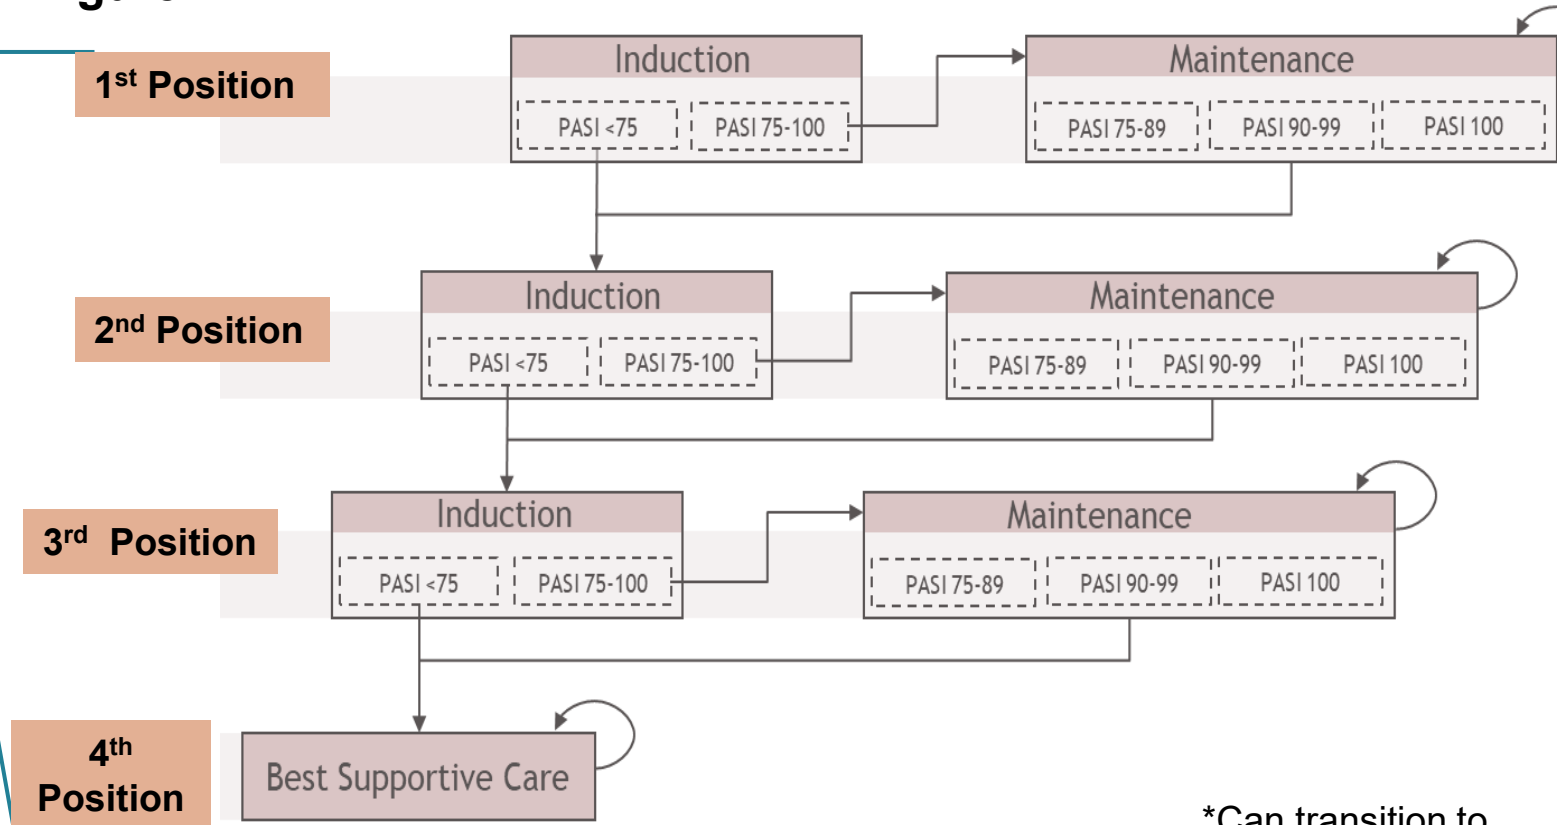 Induction
Maintenance
1st Position
PASI <75
PASI 75-100
PASI 75-89
PASI 90-99
PASI 100
Induction
Maintenance
2nd Position
PASI <75
PASI 75-100
PASI 75-89
PASI 90-99
PASI 100
Induction
Maintenance
3rd Position
PASI <75
PASI 75-100
PASI 75-89
PASI 90-99
PASI 100
4th
Position
Best Supportive Care
*Can transition to